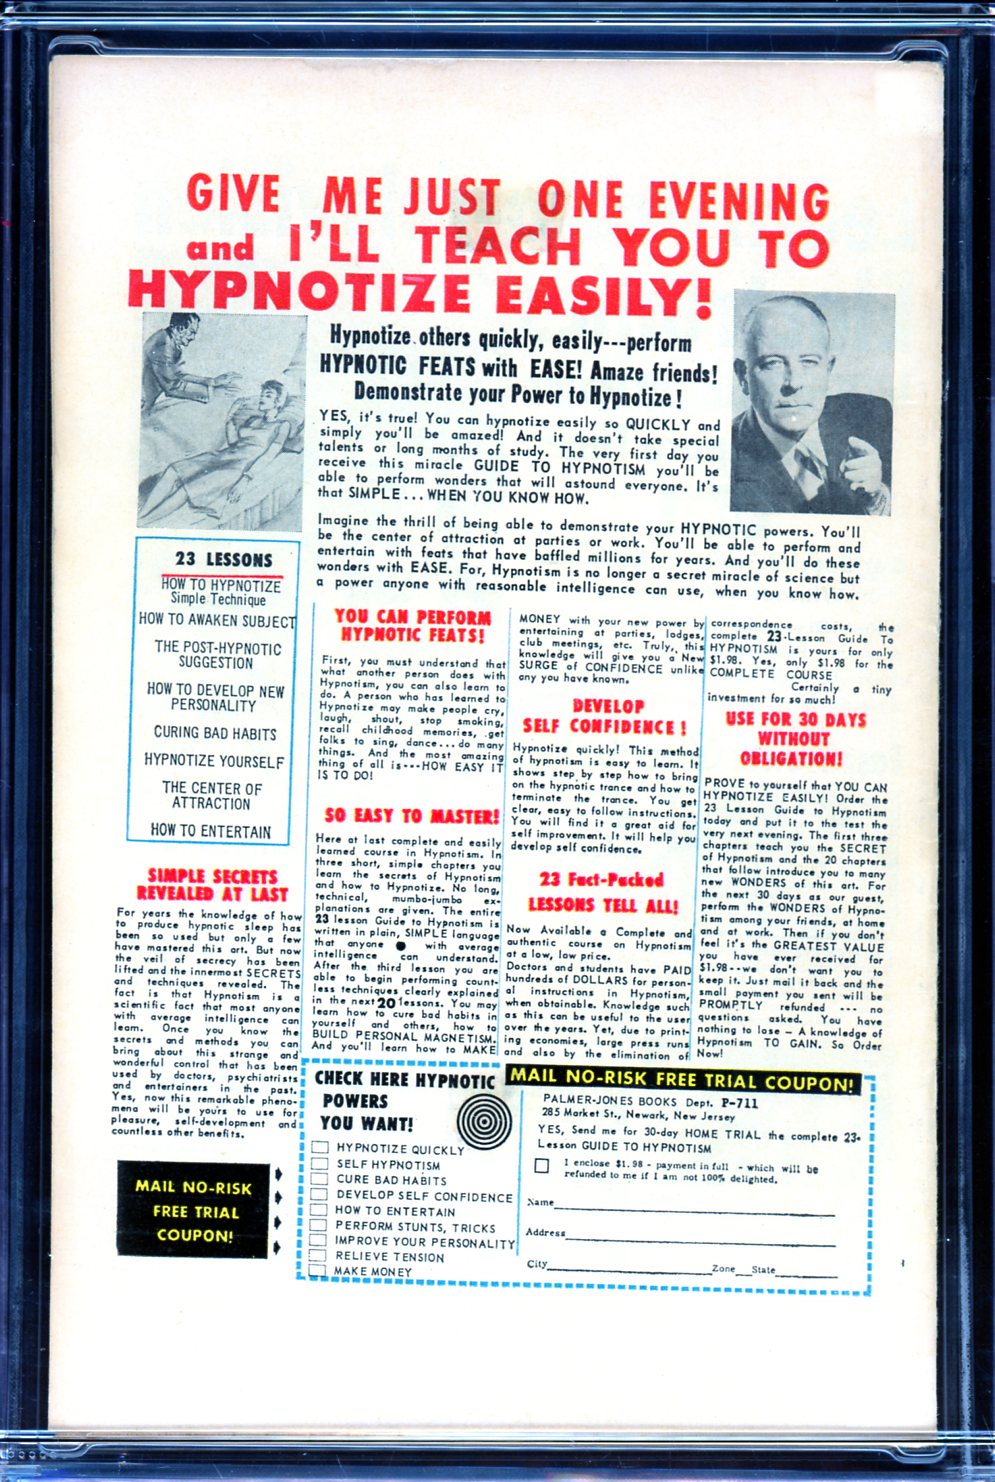 GIVE ME JUST ONE EVENING
and I'LL TEACH YOU TO
HYPNOTIZE EASILY!
Hypnotize others quickly, easily---perform
HYPNOTIC FEATS with EASE! Amaze friends!
Demonstrate your Power to Hypnotize!
YES, it's true! You can hypnotize easily so QUICKLY and
simply you'll be amazed! And it doesn't take special
talents or long months of study. The very first day you
receive this miracle GUIDE TO HYPNOTISM you'll be
able to perform wonders that will astound everyone. It's
that SIMPLE...WHEN YOU KNOW HOW.
Imagine the thrill of being able to demonstrate your HYPNOTIC powers. You'll
be the center of attraction at parties or work. You'll be able to perform and
entertain with feats that have baffled millions for years. And you'll do these
wonders with EASE. For, Hypnotism is no longer a secret miracle of science but
a power anyone with reasonable intelligence can use, when you know how.
23 LESSONS
HOW TO HYPNOTIZE
Simple Technique
HOW TO AWAKEN SUBJECT
THE POST-HYPNOTIC
SUGGESTION
HOW TO DEVELOP NEW
PERSONALITY
CURING BAD HABITS
HYPNOTIZE YOURSELF
THE CENTER OF
ATTRACTION
HOW TO ENTERTAIN
SIMPLE SECRETS
REVEALED AT LAST
For years the knowledge of how
to produce hypnotic sleep has
been so used but only a few
have mastered this art. But now
the veil of secrecy has been
lifted and the innermost SECRETS
and techniques revealed. The
fact is that Hypnotism is a
scientific fact that most anyone
with average intelligence can
learn. Once you know the
secrets and methods you can
bring about this strange and
wonderful control that has been
used by doctors, psychiatrists
and entertainers in the past.
Yes, now this remarkable pheno-
mena will be yours to use for
pleasure, self-development and
countless other benefits.
MAIL NO-RISK
FREE TRIAL
COUPON!
YOU CAN PERFORM
HYPNOTIC FEATS!
First, you must understand that
what another person does with
Hypnotism, you can also learn to
do. A person who has learned to
Hypnotize may make people cry,
laugh, shout, stop smoking,
recall childhood memories, .get
folks to sing, dance...do many
things. And the most amazing
thing of all is---HOW EASY IT
IS TO DO!
SO EASY TO MASTER!
Here at last complete and easily
learned course in Hypnotism. In
three short, simple chapters you
learn the secrets of Hypnotism
and how to Hypnotize. No long,
technical, mumbo-jumbo ex-
planations are given. The entire
23 lesson Guide to Hypnotism is
written in plain, SIMPLE language
that anyone with average
intelligence can understand.
After the third lesson you are
able to begin performing count-
less techniques clearly explained
in the next 20 lessons. You may
learn how to cure bad habits in
yourself and others, how to
BUILD PERSONAL MAGNETISM.
And you'll learn how to MAKE
MONEY with your new power by
entertaining at parties, lodges,
club meetings, etc. Truly, this
knowledge will give you a New
SURGE of CONFIDENCE unlike
any you have known.
DEVELOP
SELF CONFIDENCE!
Hypnotize quickly! This method
of hypnotism is easy to learn. It
shows step by step how to bring
on the hypnotic trance and how to
terminate the trance. You get
clear, easy to follow instructions.
You will find it a great aid for
self improvement. It will help you
develop self confidence.
23 Fact-Packed
LESSONS TELL ALL!
Now Available a Complete and
authentic course on Hypnotism
at a low, low price.
Doctors and students have PAID
hundreds of DOLLARS for person-
al instructions in Hypnotism,
when obtainable. Knowledge such
as this can be useful to the user
over the years. Yet, due to print-
ing economies, large press runs
and also by the elimination of
correspondence costs, the
complete 23-Lesson Guide To
HYPNOTISM is yours for only
$1.98. Yes, only $1.98 for the
COMPLETE COURSE
Certainly a tiny
investment for so much!
USE FOR 30 DAYS
WITHOUT
OBLIGATION!
PROVE to yourself that YOU CAN
HYPNOTIZE EASILY! Order the
23 Lesson Guide to Hypnotism
today and put it to the test the
very next evening. The first three
chapters teach you the SECRET
of Hypnotism and the 20 chapters
that follow introduce you to many
new WONDERS of this art. For
the next 30 days as our guest,
perform the WONDERS of Hypno-
tism among your friends, at home
and at work. Then if you don't
feel it's the GREATEST VALUE
you have ever received for
$1.98--we don't want you to
keep it. Just mail it back and the
small payment you sent will be
PROMPTLY refunded --- no
questions asked. You have
nothing to lose – A knowledge of
Hypnotism TO GAIN. So Order
Now!
CHECK HERE HYPNOTIC
POWERS
YOU WANT!
HYPNOTIZE QUICKLY
SELF HYPNOTISM
CURE BAD HABITS
DEVELOP SELF CONFIDENCE
HOW TO ENTERTAIN
PERFORM STUNTS, TRICKS
IMPROVE YOUR PERSONALITY
RELIEVE TENSION
MAKE MONEY
MAIL NO-RISK FREE TRIAL COUPON!
PALMER-JONES BOOKS Dept. P-711
285 Market St., Newark, New Jersey
YES, Send me for 30-day HOME TRIAL the complete 23-
Lesson GUIDE TO HYPNOTISM
I enclose $1.98 - payment in full - which will be
refunded to me if I am not 100% delighted.
Name
Address
City Zone State